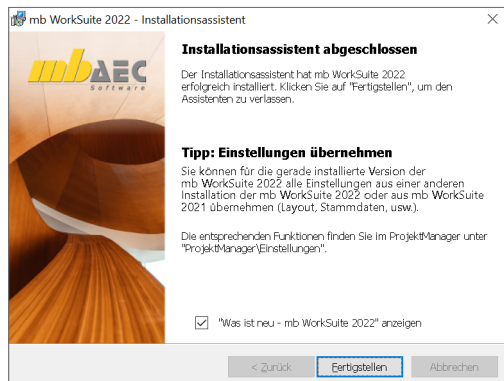 mb WorkSuite 2022 - Installationsassistent
mbAEC
Software
Installationsassistent abgeschlossen
Der Installationsassistent hat mb WorkSuite 2022
erfolgreich installiert. Klicken Sie auf "Fertigstellen", um den
Assistenten zu verlassen.
Tipp: Einstellungen übernehmen
Sie können für die gerade installierte Version der
mb WorkSuite 2022 alle Einstellungen aus einer anderen
Installation der mb WorkSuite 2022 oder aus mb WorkSuite
2021 übernehmen (Layout, Stammdaten, usw.).
Die entsprechenden Funktionen finden Sie im ProjektManager unter
"ProjektManager\Einstellungen".
"Was ist neu - mb WorkSuite 2022" anzeigen
< Zurück
Fertigstellen
Abbrechen